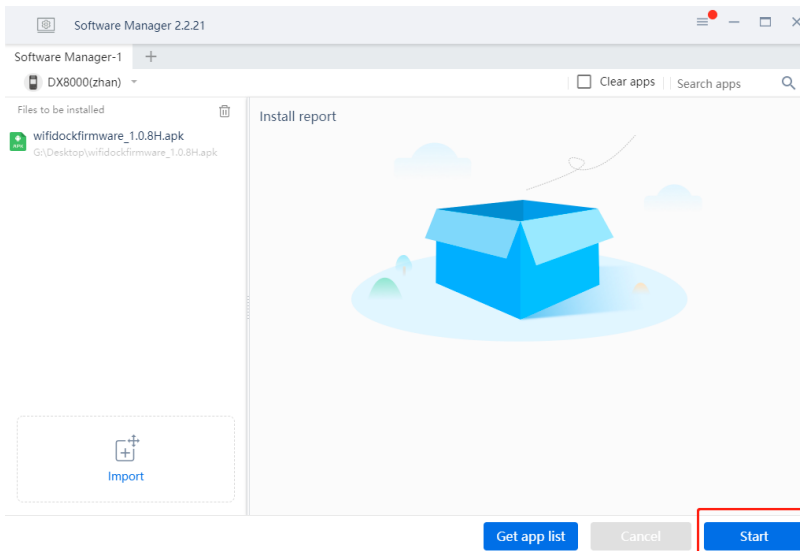 Software Manager 2.2.21
Software Manager-1
DX8000(zhan)
Clear apps
Search apps
Files to be installed
Install report
wifidockfirmware_1.0.8H.apk
G:\Desktop\wifidockfirmware_1.0.8H.apk
Import
Get app list
Cancel
Start